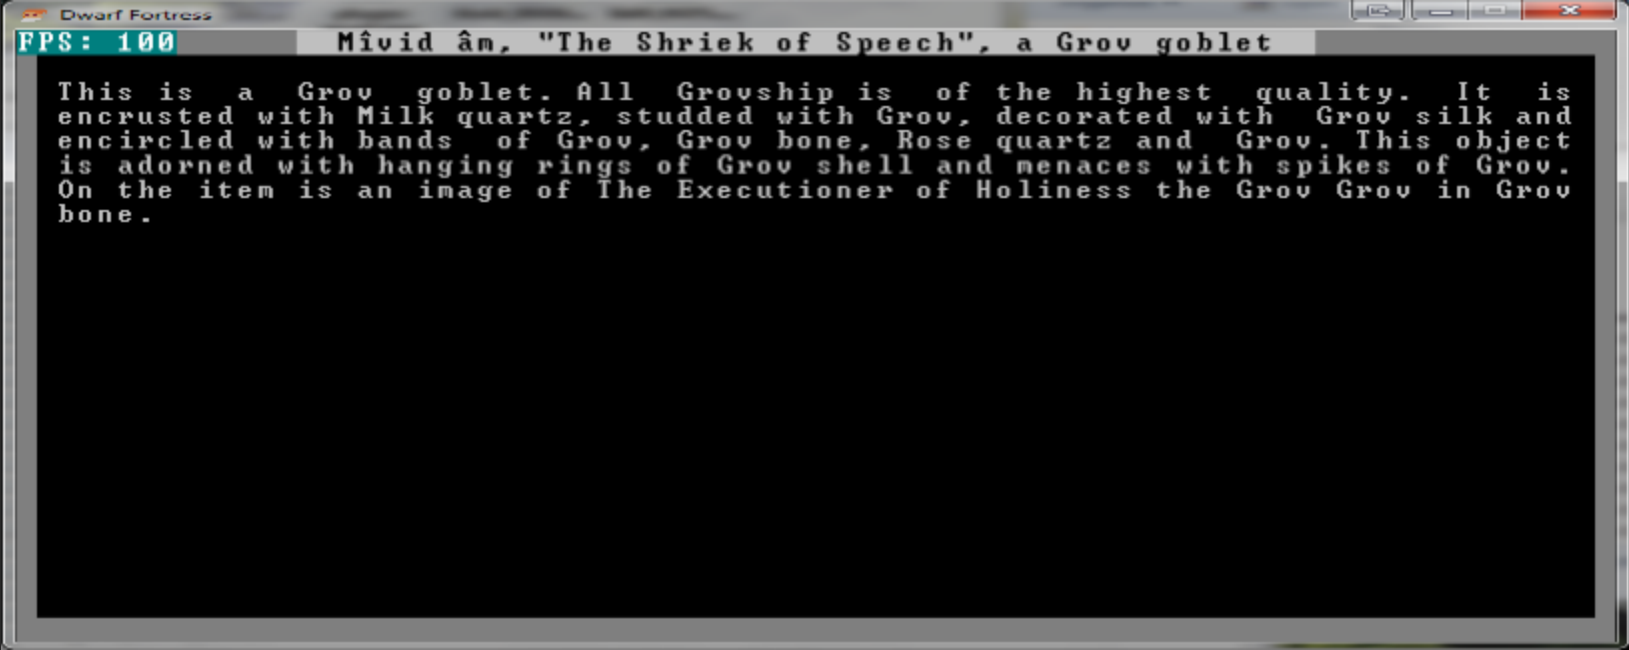 Dwarf Fortress
FPS: 100 Mîvid âm, "The Shriek of Speech", a Grov goblet
This is a Grov goblet. All Grovship is of the highest quality. It is
encrusted with Milk quartz, studded with Grov, decorated with Grov silk and
encircled with bands of Grov, Grov bone, Rose quartz and Grov. This object
is adorned with hanging rings of Grov shell and menaces with spikes of Grov.
On the item is an image of The Executioner of Holiness the Grov Grov in Grov
bone.